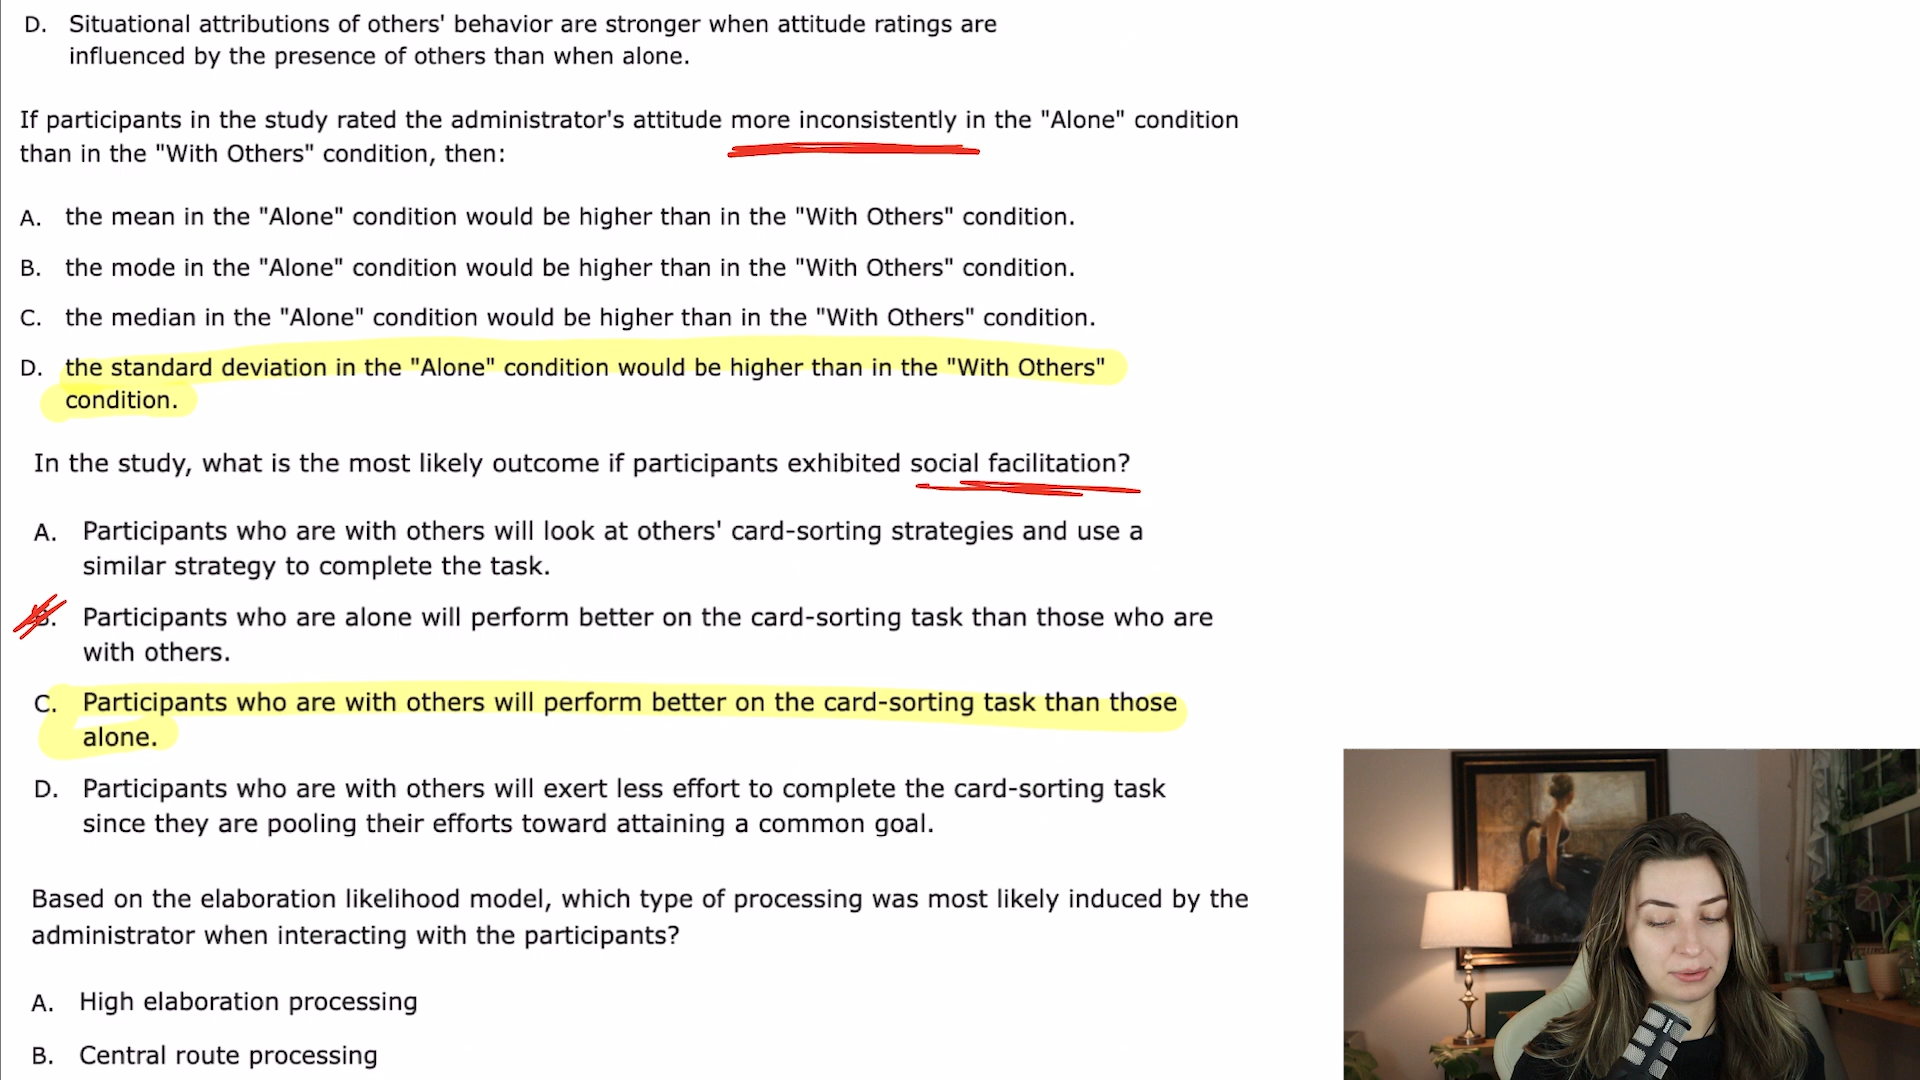 D. Situational attributions of others' behavior are stronger when attitude ratings are
influenced by the presence of others than when alone.
If participants in the study rated the administrator's attitude more inconsistently in the "Alone" condition
than in the "With Others" condition, then:
A. the mean in the "Alone" condition would be higher than in the "With Others" condition.
B. the mode in the "Alone" condition would be higher than in the "With Others" condition.
C. the median in the "Alone" condition would be higher than in the "With Others" condition.
D. the standard deviation in the "Alone" condition would be higher than in the "With Others"
condition.
In the study, what is the most likely outcome if participants exhibited social facilitation?
A. Participants who are with others will look at others' card-sorting strategies and use a
similar strategy to complete the task.
B. Participants who are alone will perform better on the card-sorting task than those who are
with others.
C. Participants who are with others will perform better on the card-sorting task than those
alone.
D. Participants who are with others will exert less effort to complete the card-sorting task
since they are pooling their efforts toward attaining a common goal.
Based on the elaboration likelihood model, which type of processing was most likely induced by the
administrator when interacting with the participants?
A. High elaboration processing
B. Central route processing